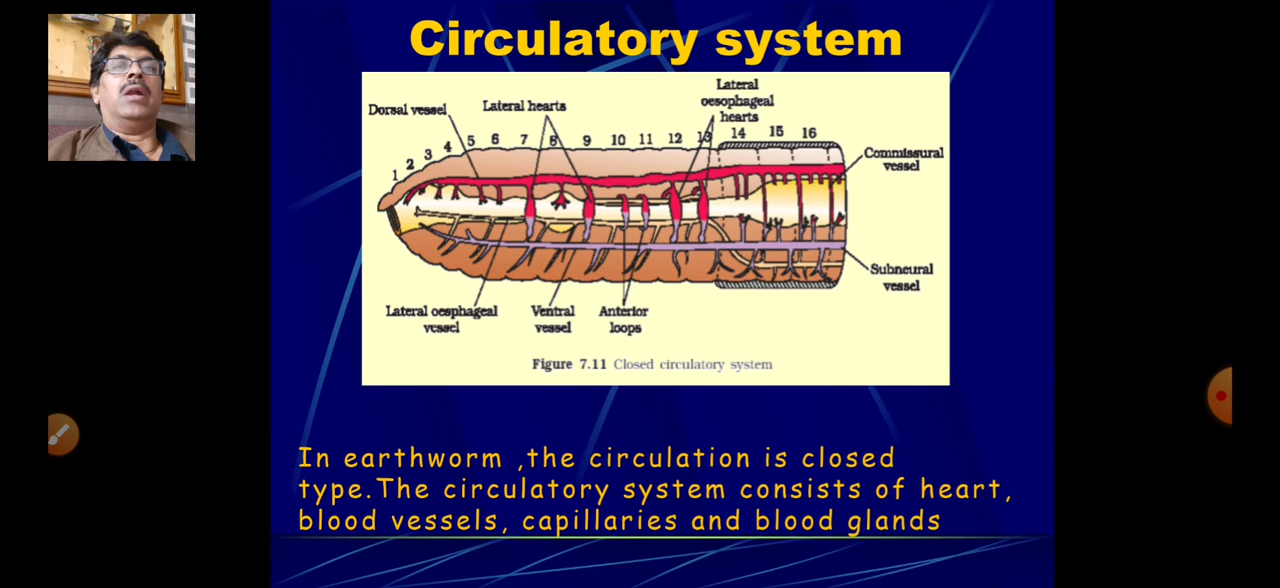 Circulatory system
Lateral
oesophageal
hearts
Dorsal vessel
Lateral hearts
1 2 3 4 5 6 7 8 9 10 11 12 13 14 15 16
Commissural
vessel
Subneural
vessel
Lateral oesophageal
vessel
Ventral
vessel
Anterior
loops
Figure 7.11 Closed circulatory system
In earthworm ,the circulation is closed
type.The circulatory system consists of heart,
blood vessels, capillaries and blood glands